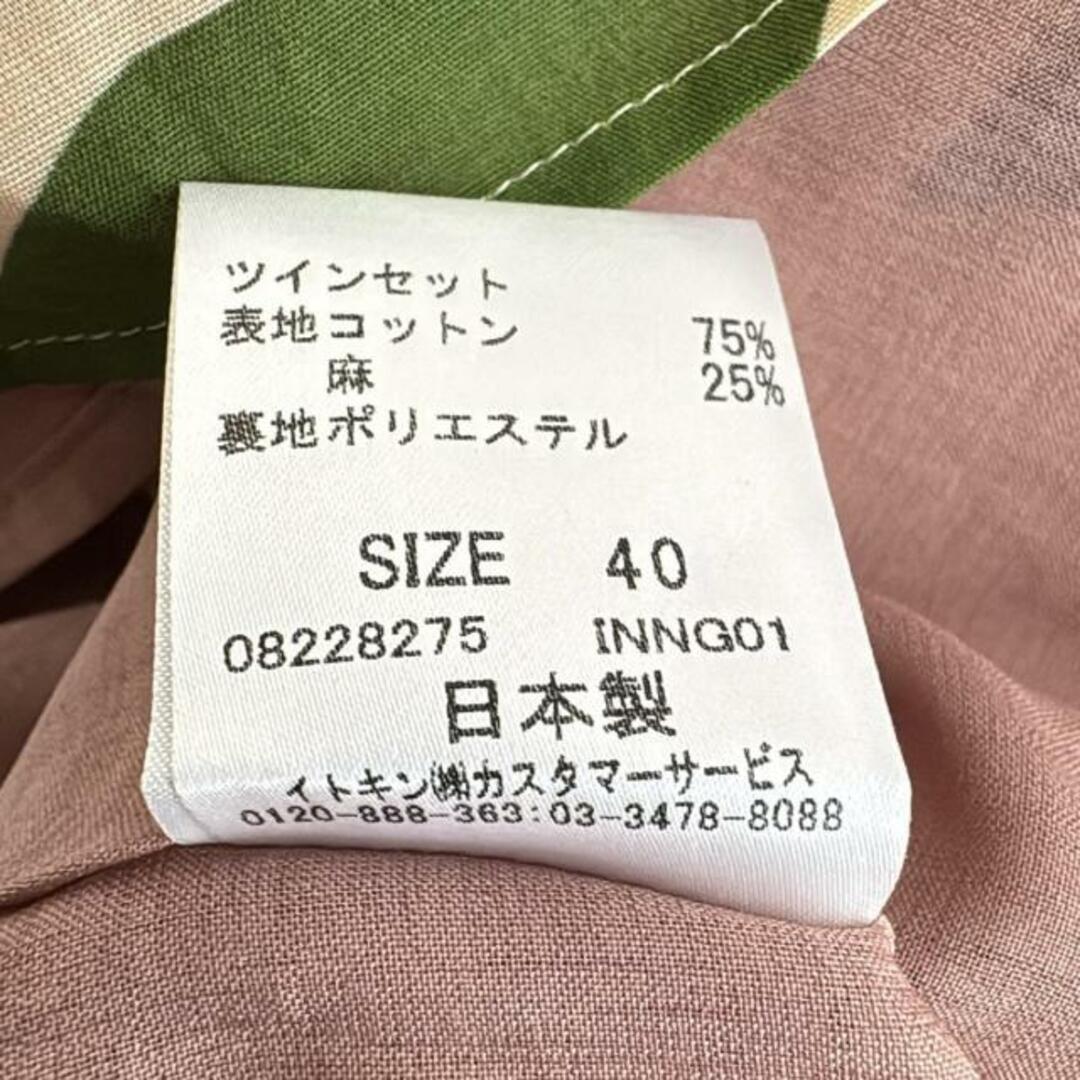 ツインセット
表地コットン 75%
麻 25%
裏地ポリエステル
SIZE 40
08228275 INNG01
日本製
イトキン㈱カスタマーサービス
0120-888-363:03-3478-8088